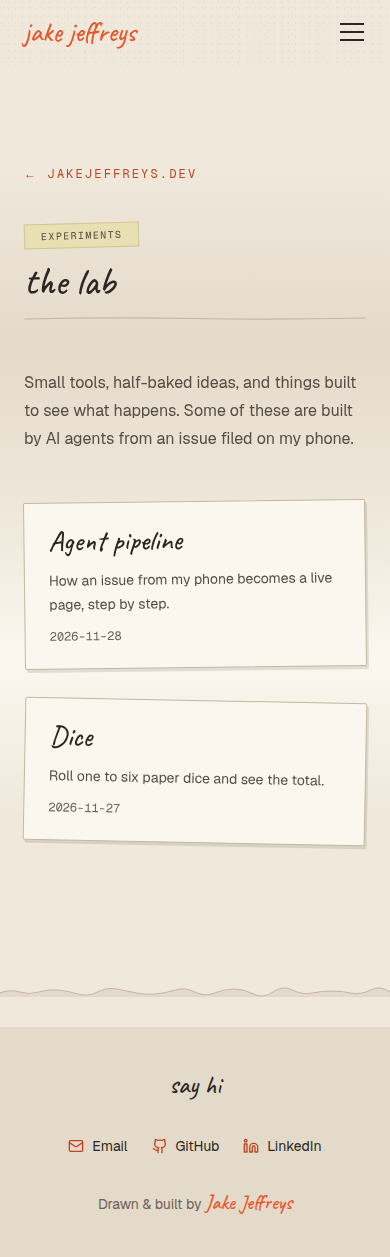 jake jeffreys
← JAKEJEFFREYS.DEV
EXPERIMENTS
the lab
Small tools, half-baked ideas, and things built
to see what happens. Some of these are built
by AI agents from an issue filed on my phone.
Agent pipeline
How an issue from my phone becomes a live
page, step by step.
2026-11-28
Dice
Roll one to six paper dice and see the total.
2026-11-27
say hi
Email GitHub LinkedIn
Drawn & built by Jake Jeffreys